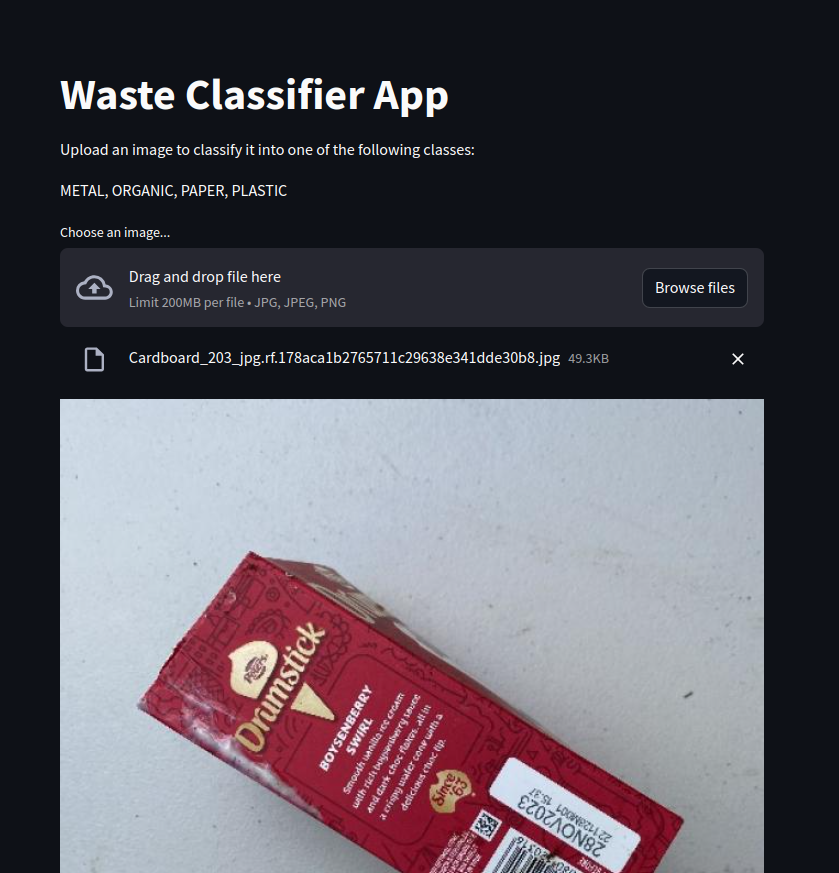 Waste Classifier App
Upload an image to classify it into one of the following classes:
METAL, ORGANIC, PAPER, PLASTIC
Choose an image...
Drag and drop file here
Limit 200MB per file • JPG, JPEG, PNG
Browse files
Cardboard_203_jpg.rf.178aca1b2765711c29638e341dde30b8.jpg 49.3KB
Drumstick
BOYSENBERRY
SWIRL
Smooth vanilla ice cream
with rich boysenberry sauce
and dark choc flakes, all in
a crispy wafer cone with a
delicious choc tip.
Since
'63
28NOV2023
15:37